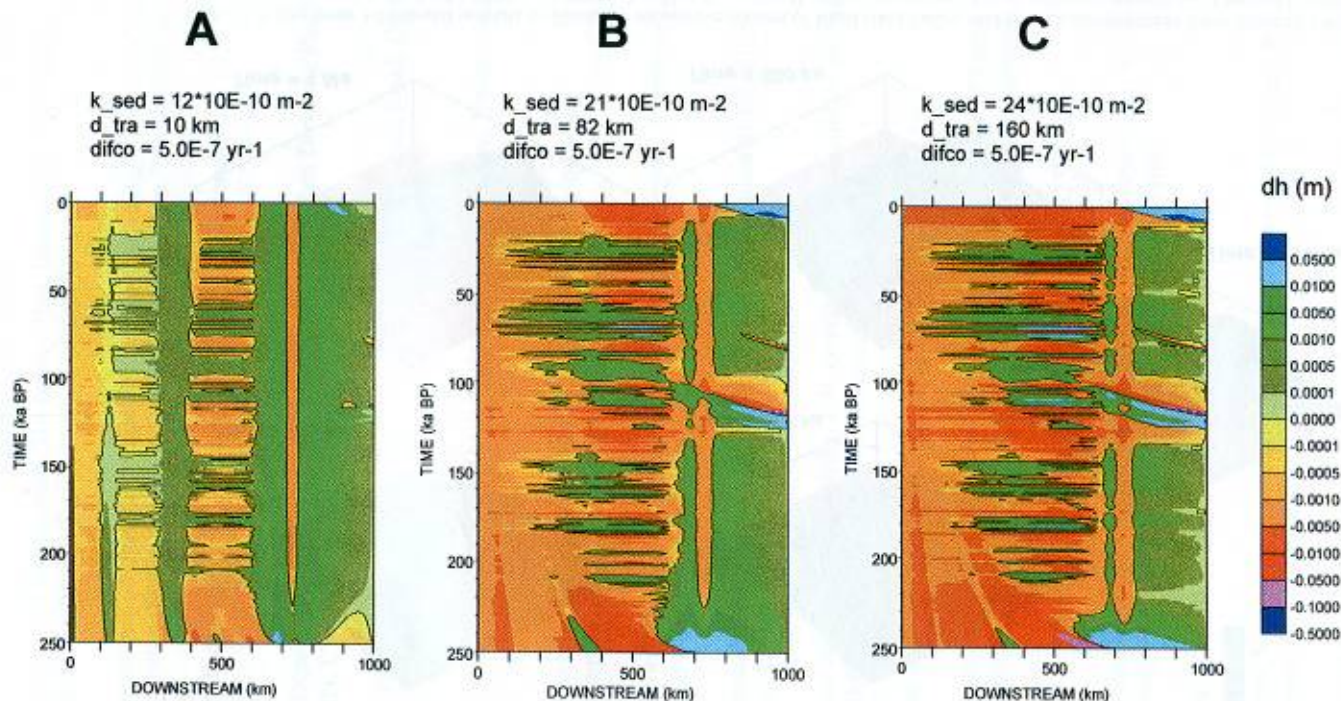 A
B
C
k_sed = 12*10E-10 m-2
d_tra = 10 km
difco = 5.0E-7 yr-1
k_sed = 21*10E-10 m-2
d_tra = 82 km
difco = 5.0E-7 yr-1
k_sed = 24*10E-10 m-2
d_tra = 160 km
difco = 5.0E-7 yr-1
TIME (ka BP)
0
50
100
150
200
250
0
500
1000
DOWNSTREAM (km)
TIME (ka BP)
0
50
100
150
200
250
0
500
1000
DOWNSTREAM (km)
TIME (ka BP)
0
50
100
150
200
250
0
500
1000
DOWNSTREAM (km)
dh (m)
0.0500
0.0100
0.0050
0.0010
0.0005
0.0001
0.0000
-0.0001
-0.0005
-0.0010
-0.0050
-0.0100
-0.0500
-0.1000
-0.5000